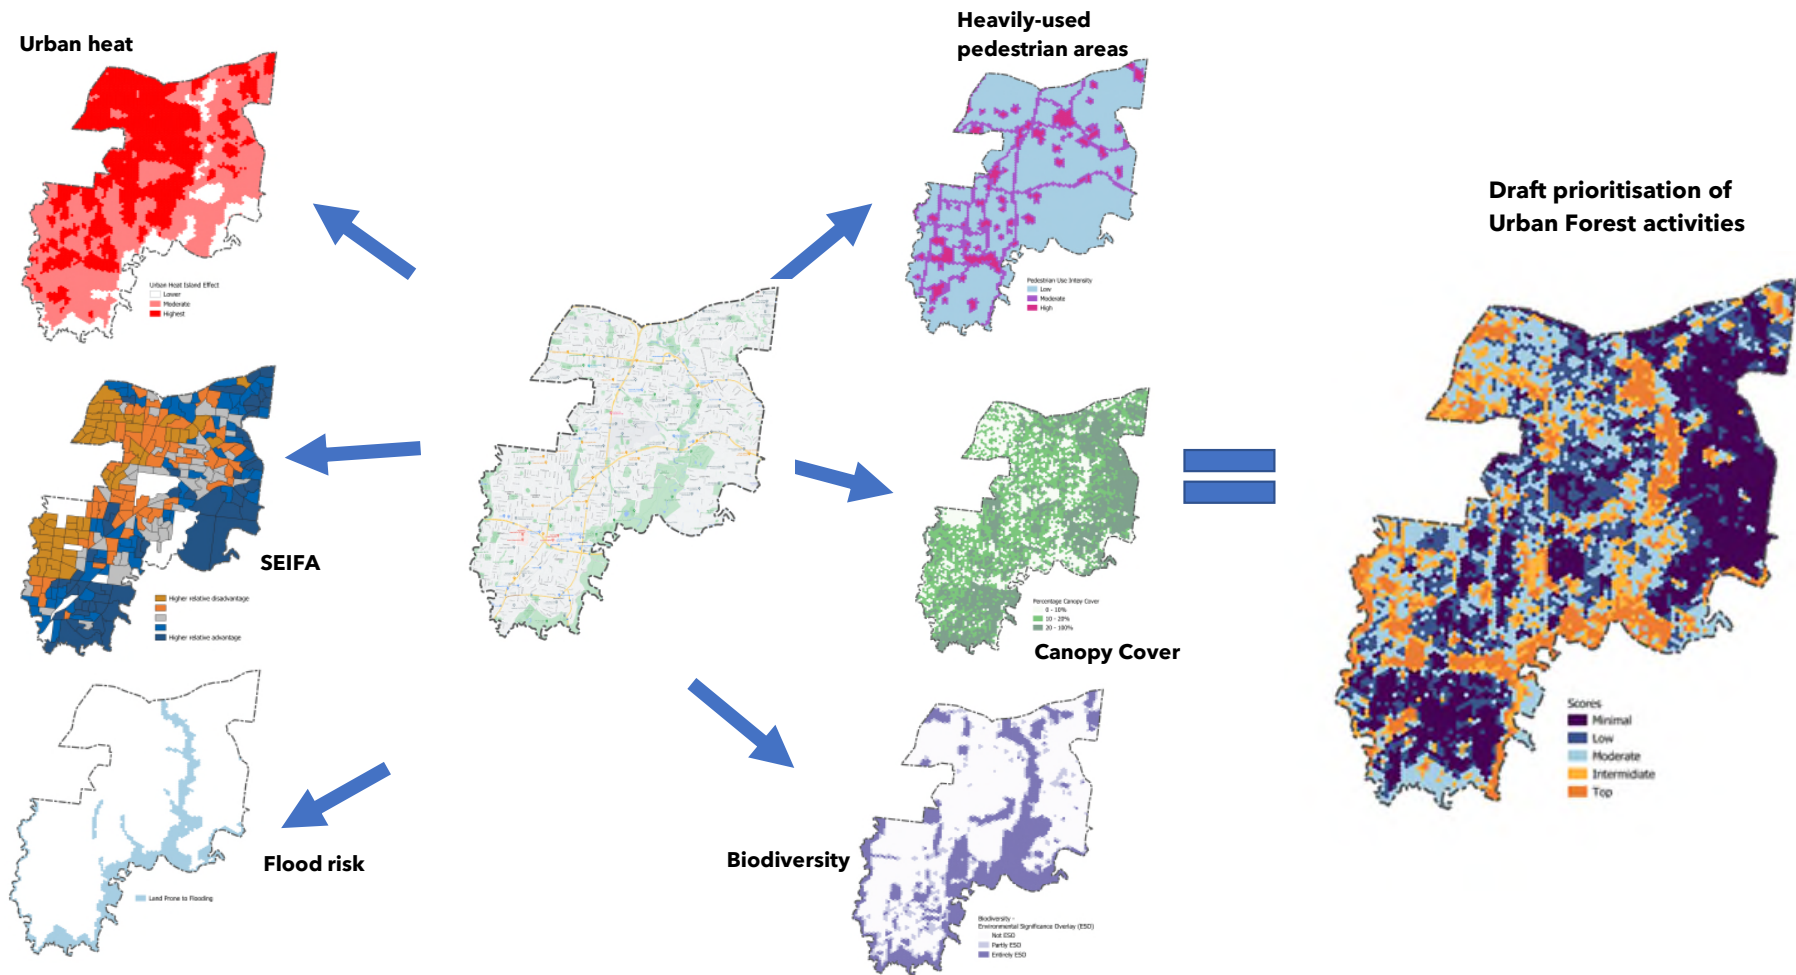 Urban heat
Urban Heat Island Effect
Lower
Moderate
Highest
Heavily-used
pedestrian areas
Pedestrian Use Intensity
Low
Moderate
High
Draft prioritisation of
Urban Forest activities
SEIFA
Higher relative disadvantage
Higher relative advantage
Percentage Canopy Cover
0 - 10%
10 - 20%
20 - 100%
Canopy Cover
Flood risk
Land Prone to Flooding
Biodiversity
Biodiversity -
Environmental Significance Overlay (ESO)
Not ESO
Partly ESO
Entirely ESO
Scores
Minimal
Low
Moderate
Intermidiate
Top